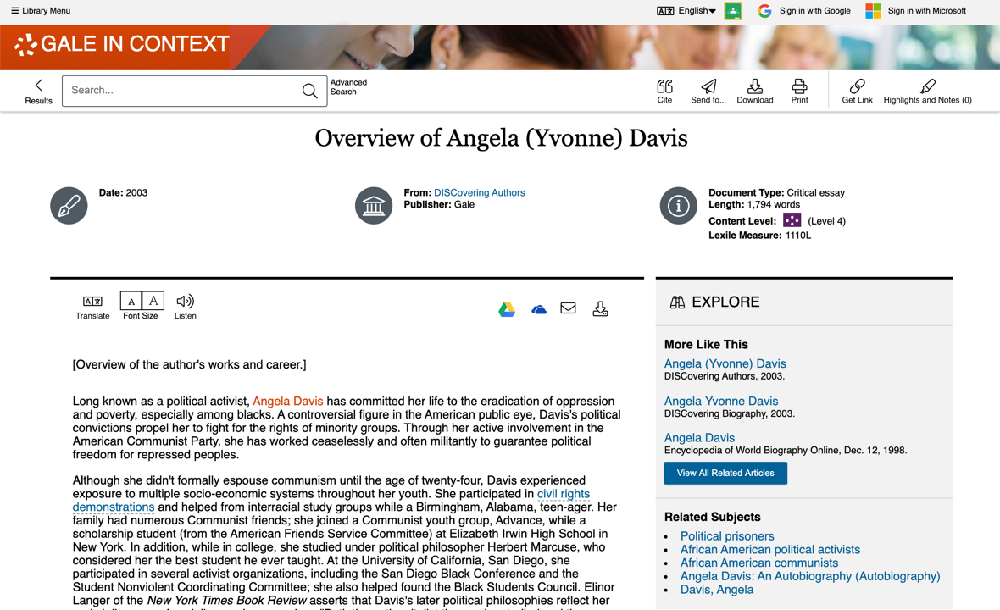 Library Menu
English
Sign in with Google
Sign in with Microsoft
GALE IN CONTEXT
Results
Search...
Advanced
Search
Cite
Send to...
Download
Print
Get Link
Highlights and Notes (0)
Overview of Angela (Yvonne) Davis
Date: 2003
From: DISCovering Authors
Publisher: Gale
Document Type: Critical essay
Length: 1,794 words
Content Level: (Level 4)
Lexile Measure: 1110L
Translate
A A
Font Size
Listen
[Overview of the author's works and career.]
Long known as a political activist, Angela Davis has committed her life to the eradication of oppression
and poverty, especially among blacks. A controversial figure in the American public eye, Davis's political
convictions propel her to fight for the rights of minority groups. Through her active involvement in the
American Communist Party, she has worked ceaselessly and often militantly to guarantee political
freedom for repressed peoples.
Although she didn't formally espouse communism until the age of twenty-four, Davis experienced
exposure to multiple socio-economic systems throughout her youth. She participated in civil rights
demonstrations and helped from interracial study groups while a Birmingham, Alabama, teen-ager. Her
family had numerous Communist friends; she joined a Communist youth group, Advance, while a
scholarship student (from the American Friends Service Committee) at Elizabeth Irwin High School in
New York. In addition, while in college, she studied under political philosopher Herbert Marcuse, who
considered her the best student he ever taught. At the University of California, San Diego, she
participated in several activist organizations, including the San Diego Black Conference and the
Student Nonviolent Coordinating Committee; she also helped found the Black Students Council. Elinor
Langer of the New York Times Book Review asserts that Davis's later political philosophies reflect her
EXPLORE
More Like This
Angela (Yvonne) Davis
DISCovering Authors, 2003.
Angela Yvonne Davis
DISCovering Biography, 2003.
Angela Davis
Encyclopedia of World Biography Online, Dec. 12, 1998.
View All Related Articles
Related Subjects
Political prisoners
African American political activists
African American communists
Angela Davis: An Autobiography (Autobiography)
Davis, Angela